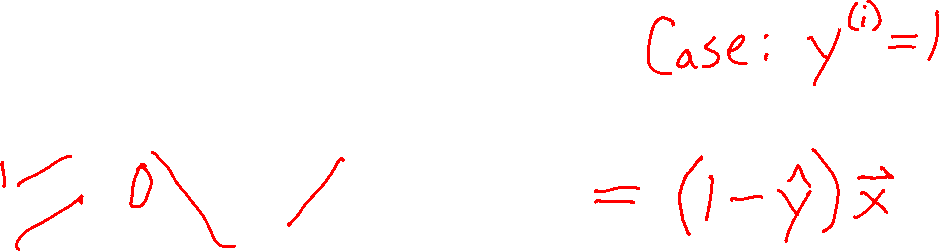 Case: y^(i) = 1
= (1 - ŷ) x⃗